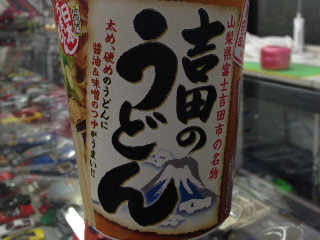 山梨県富士吉田市の名物
吉田の
うどん
太め、硬めのうどんに
醤油&味噌のつゆがうまい!!